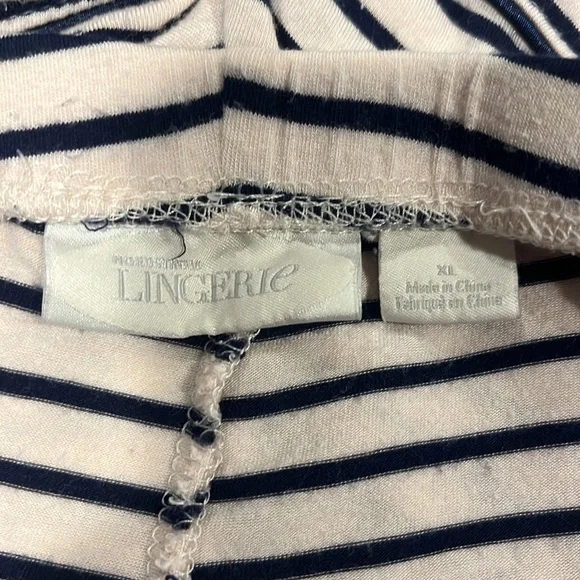 LINGERIE
XL
Made in China
Fabriqué en Chine